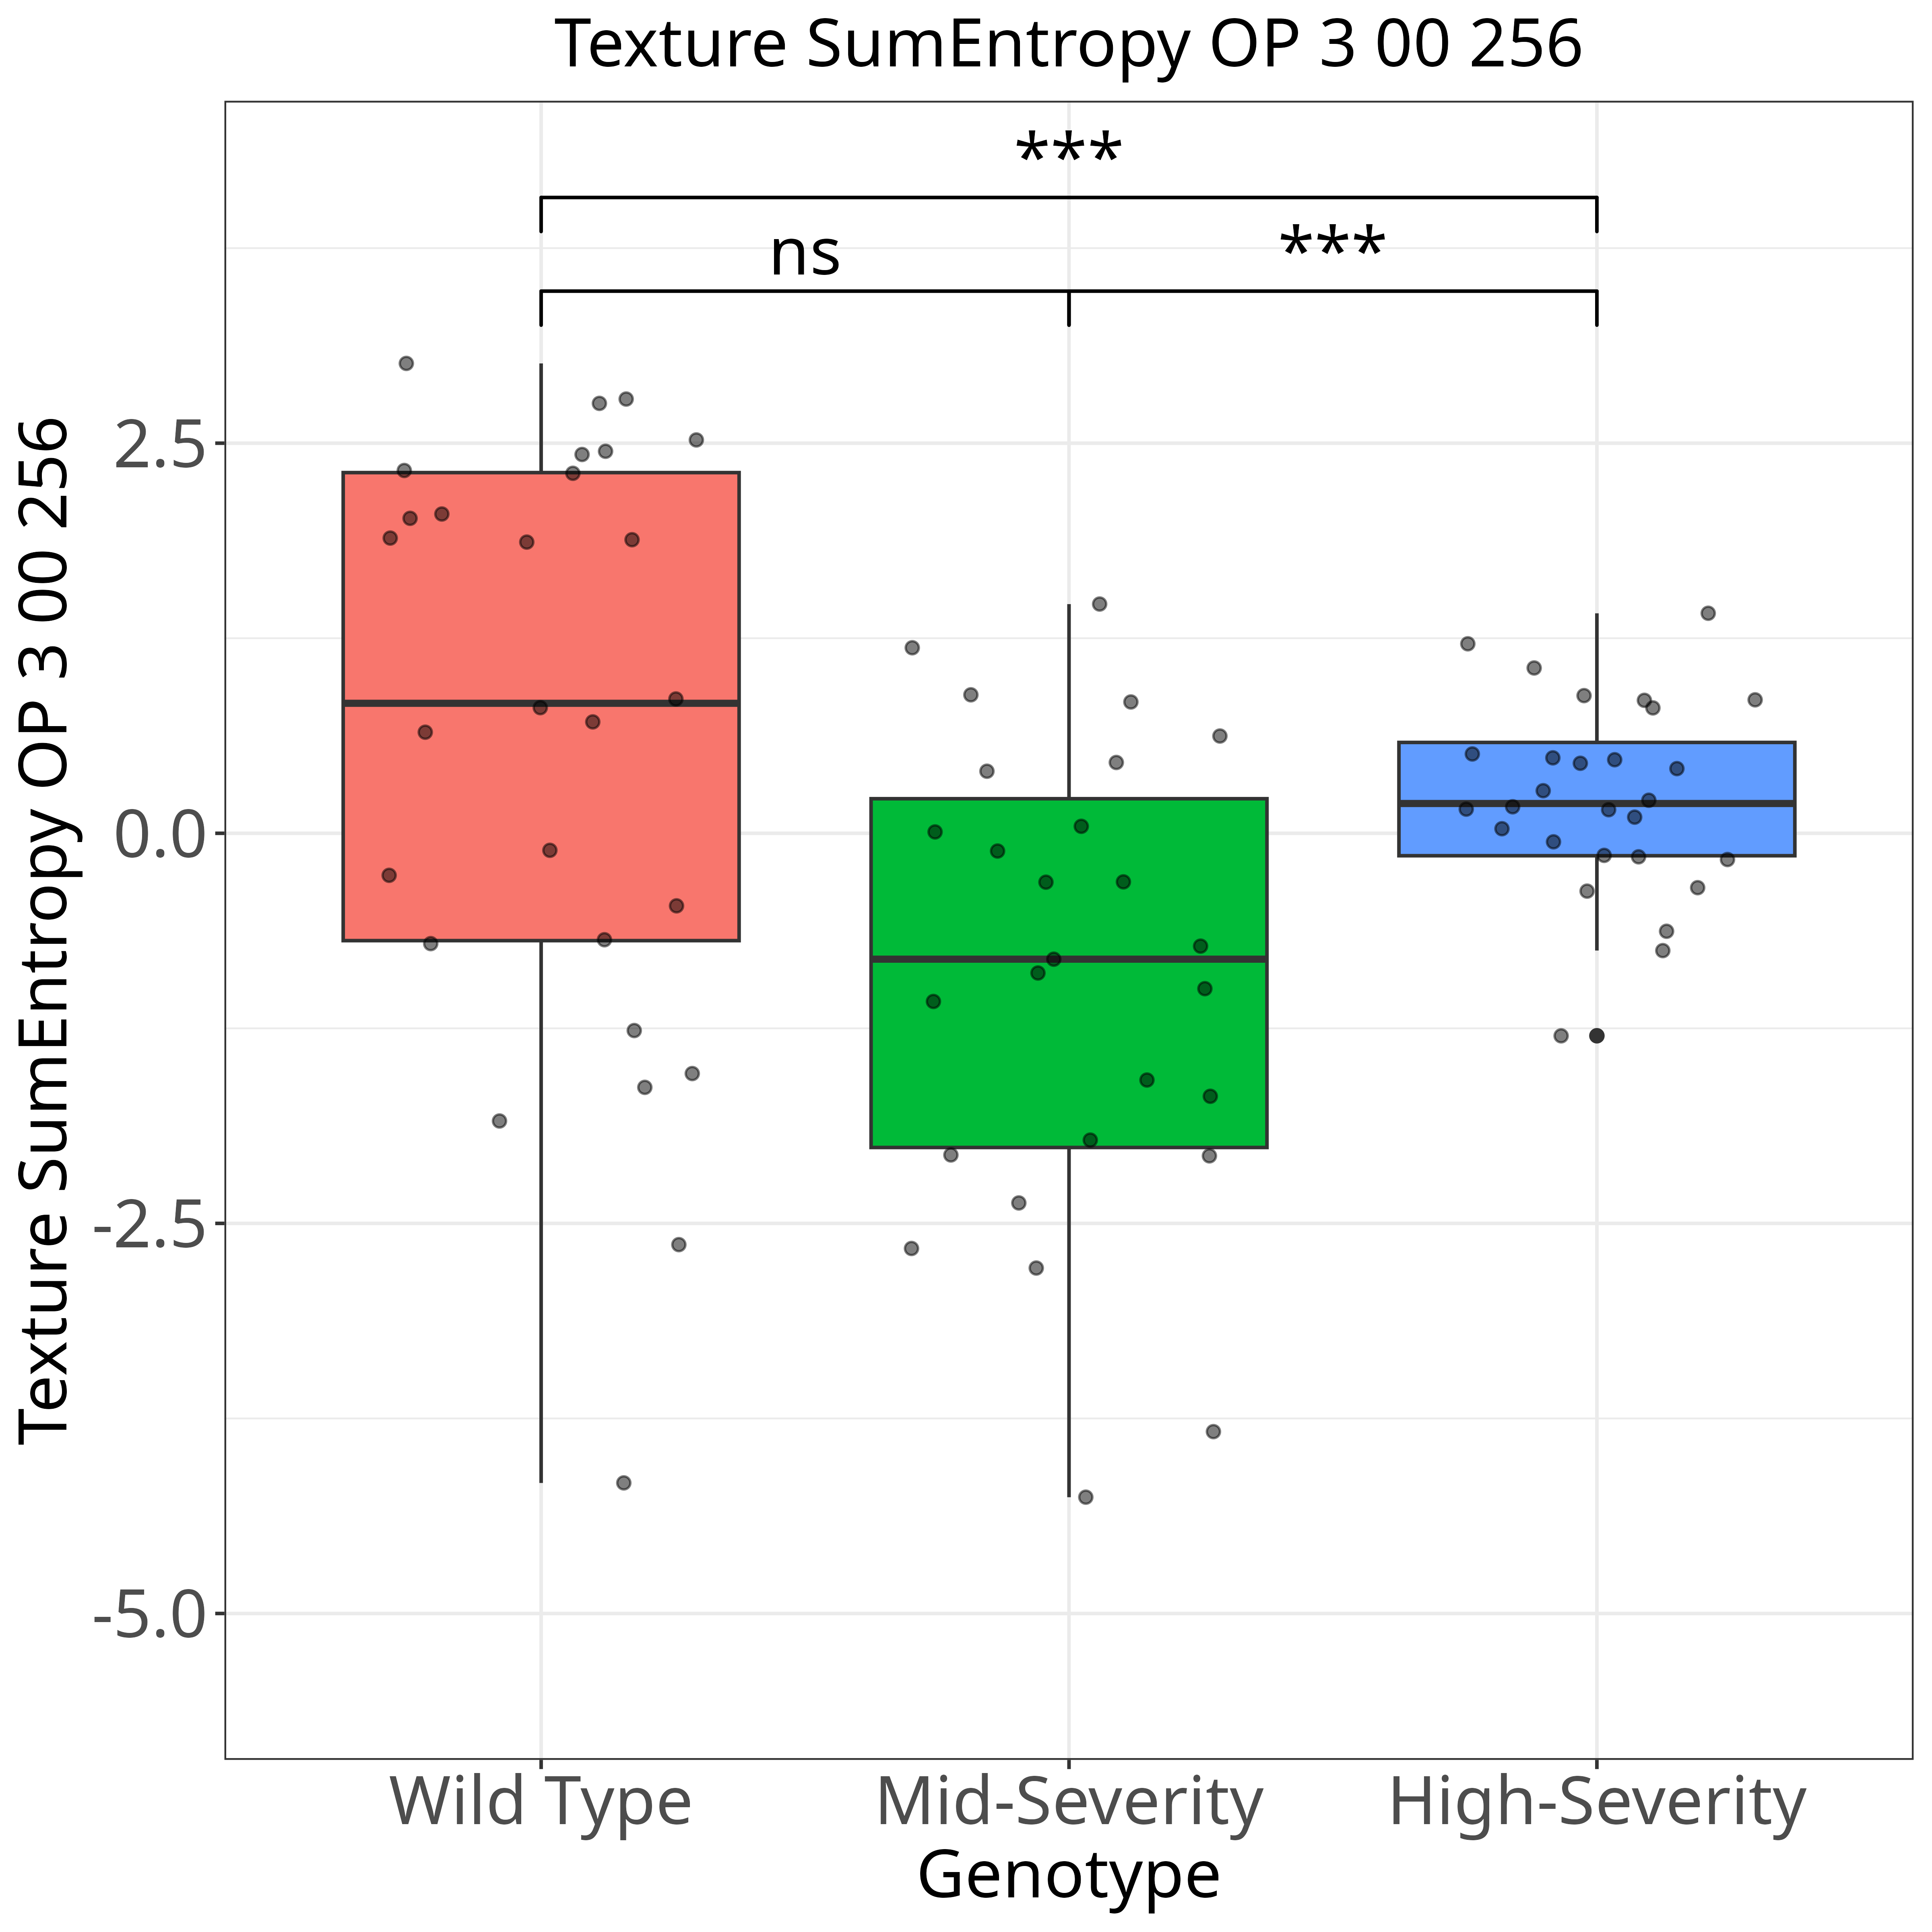 Texture SumEntropy OP 3 00 256
***
ns
***
Texture SumEntropy OP 3 00 256
2.5
0.0
-2.5
-5.0
Wild Type
Mid-Severity
High-Severity
Genotype